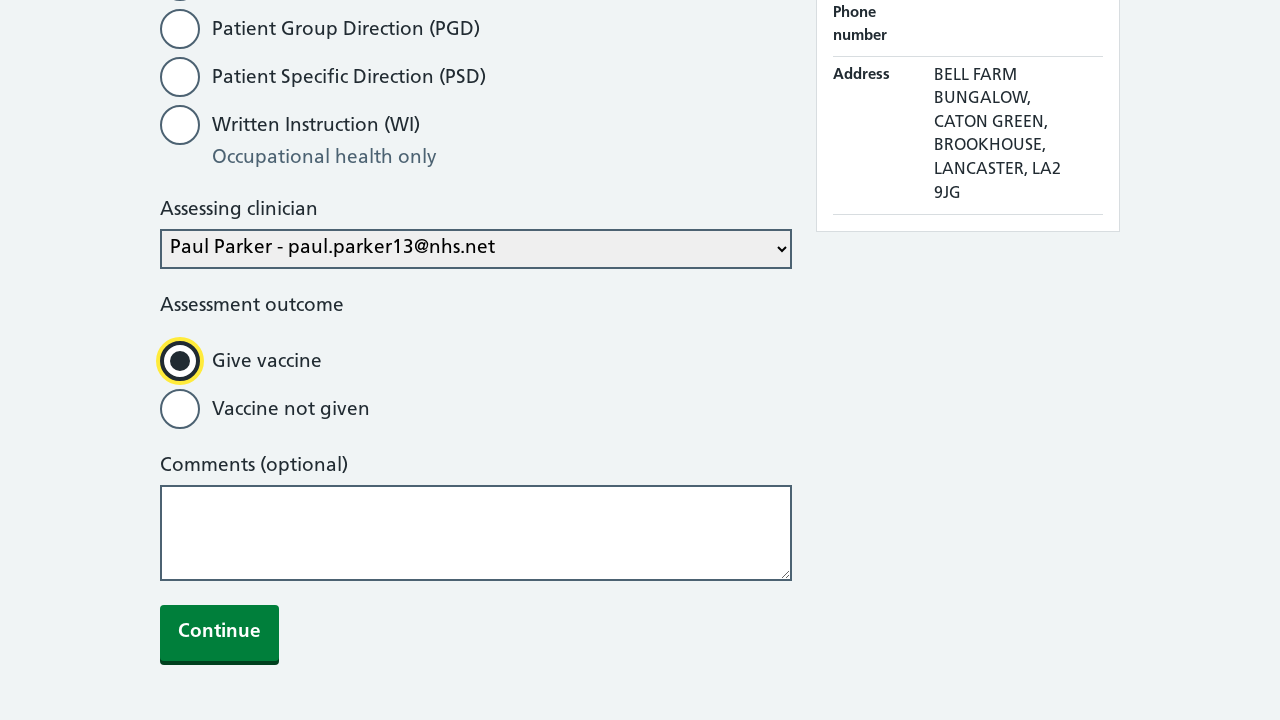 Patient Group Direction (PGD)
Patient Specific Direction (PSD)
Written Instruction (WI)
Occupational health only
Assessing clinician
Paul Parker - paul.parker13@nhs.net
Assessment outcome
Give vaccine
Vaccine not given
Comments (optional)
Continue
Phone
number
Address
BELL FARM
BUNGALOW,
CATON GREEN,
BROOKHOUSE,
LANCASTER, LA2
9JG